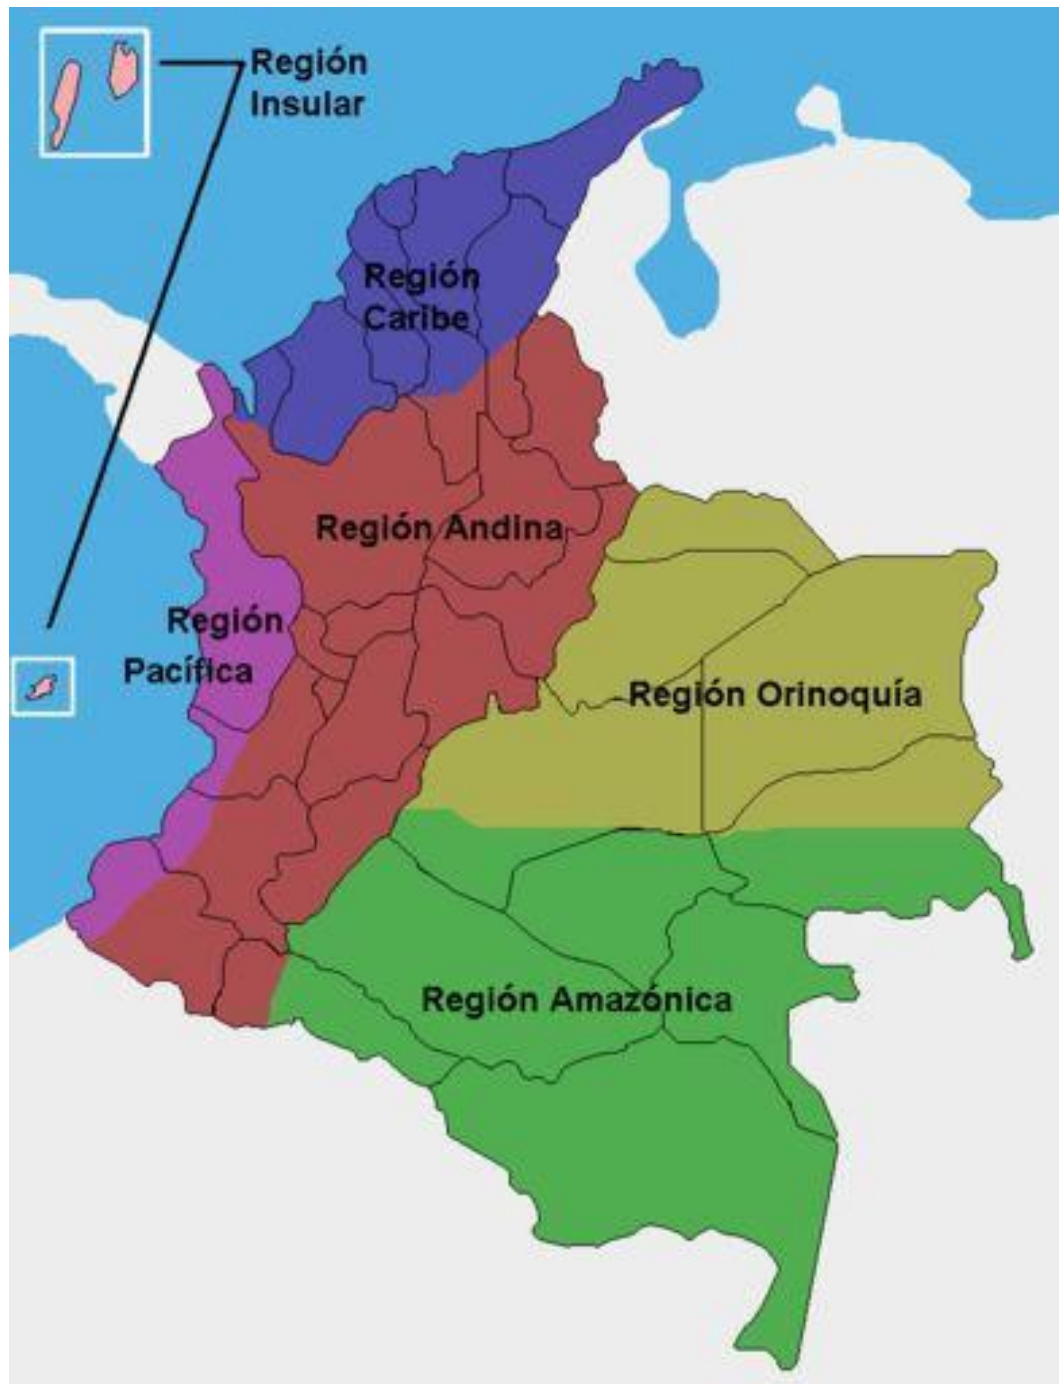 Región
Insular
Región
Caribe
Región Andina
Región
Pacífica
Región Orinoquía
Región Amazónica